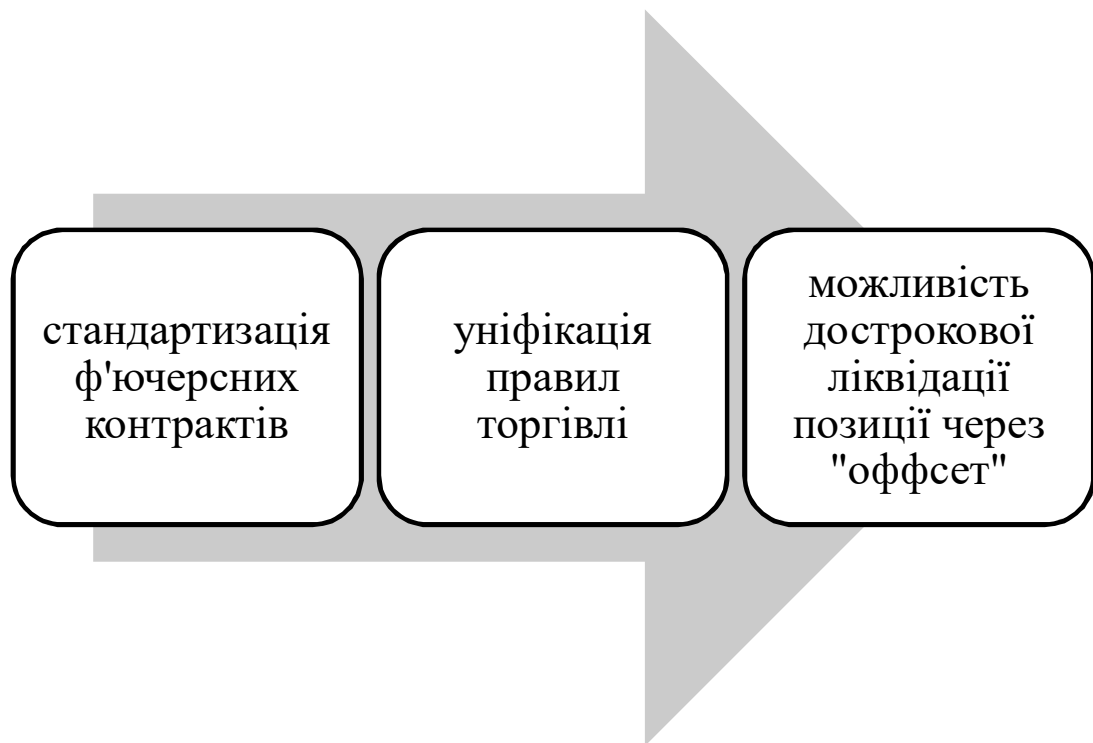 стандартизація
ф'ючерсних
контрактів
уніфікація
правил
торгівлі
можливість
дострокової
ліквідації
позиції через
"оффсет"